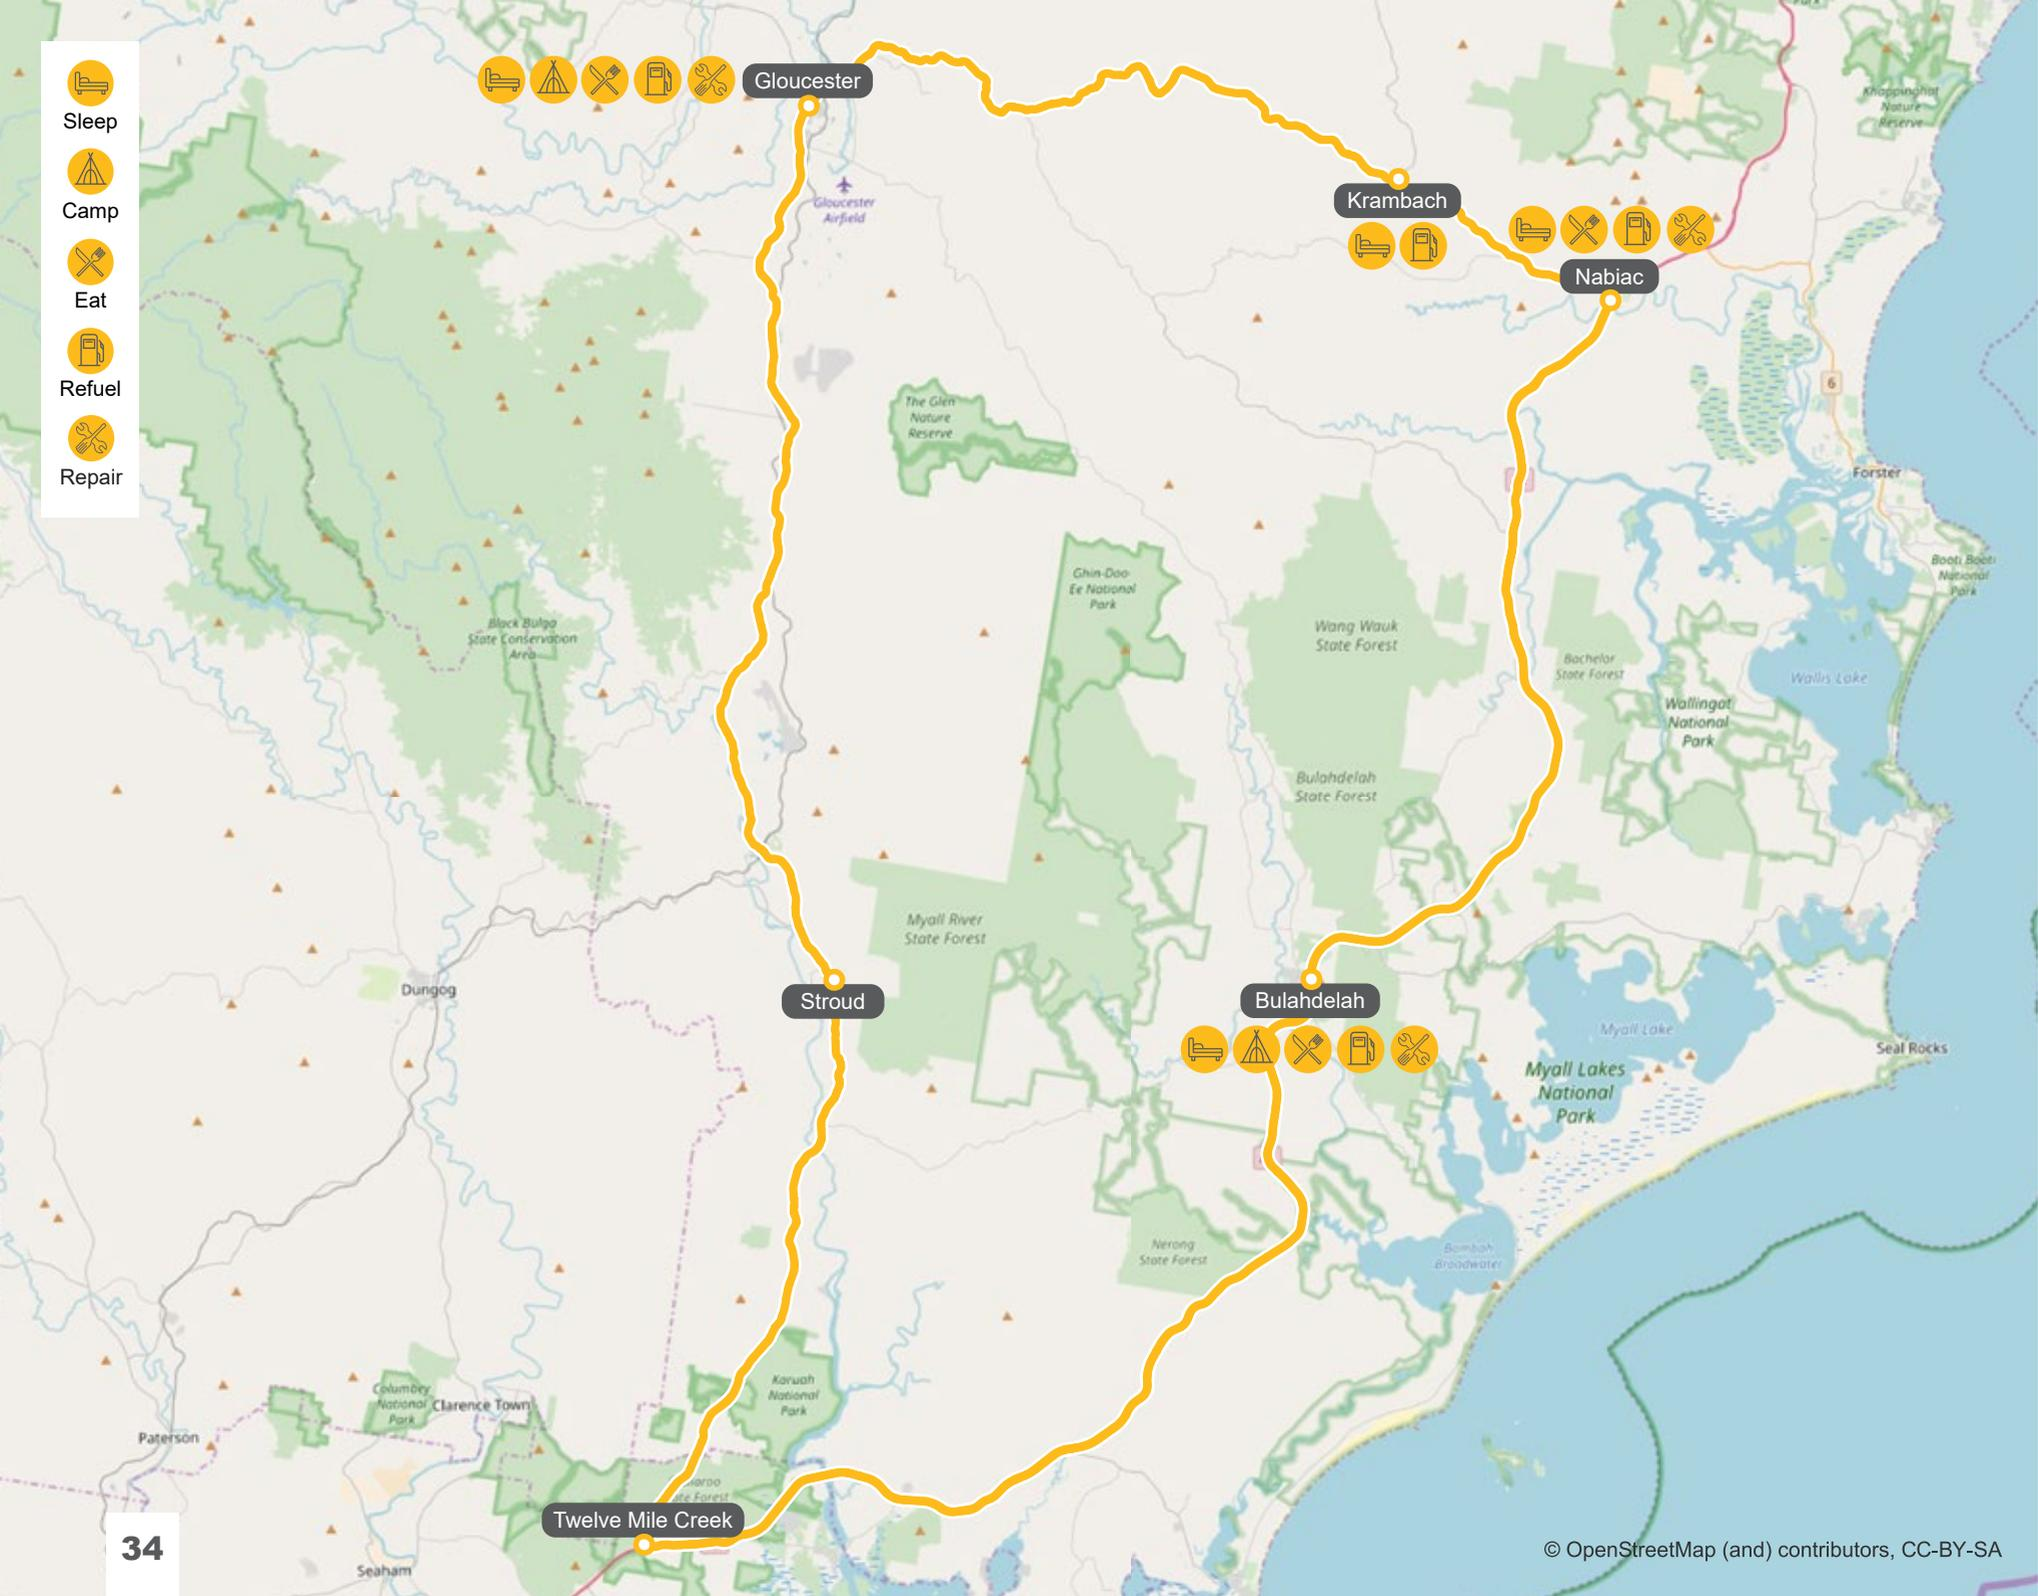 Sleep
Camp
Eat
Refuel
Repair
Gloucester
Gloucester
Airfield
Krambach
Nabiac
Khappinghat
Nature
Reserve
6
Forster
The Glen
Nature
Reserve
Booti Booti
National
Park
Ghin-Doo-
Ee National
Park
Wang Wauk
State Forest
Bachelor
State Forest
Wallis Lake
Wallingat
National
Park
Black Bulga
State Conservation
Area
Bulahdelah
State Forest
Myall River
State Forest
Dungog
Stroud
Bulahdelah
Myall Lake
Seal Rocks
Myall Lakes
National
Park
Nerong
State Forest
Bombah
Broadwater
Karuah
National
Park
Columbey
National
Park
Clarence Town
Paterson
Twelve Mile Creek
Seaham
34
© OpenStreetMap (and) contributors, CC-BY-SA